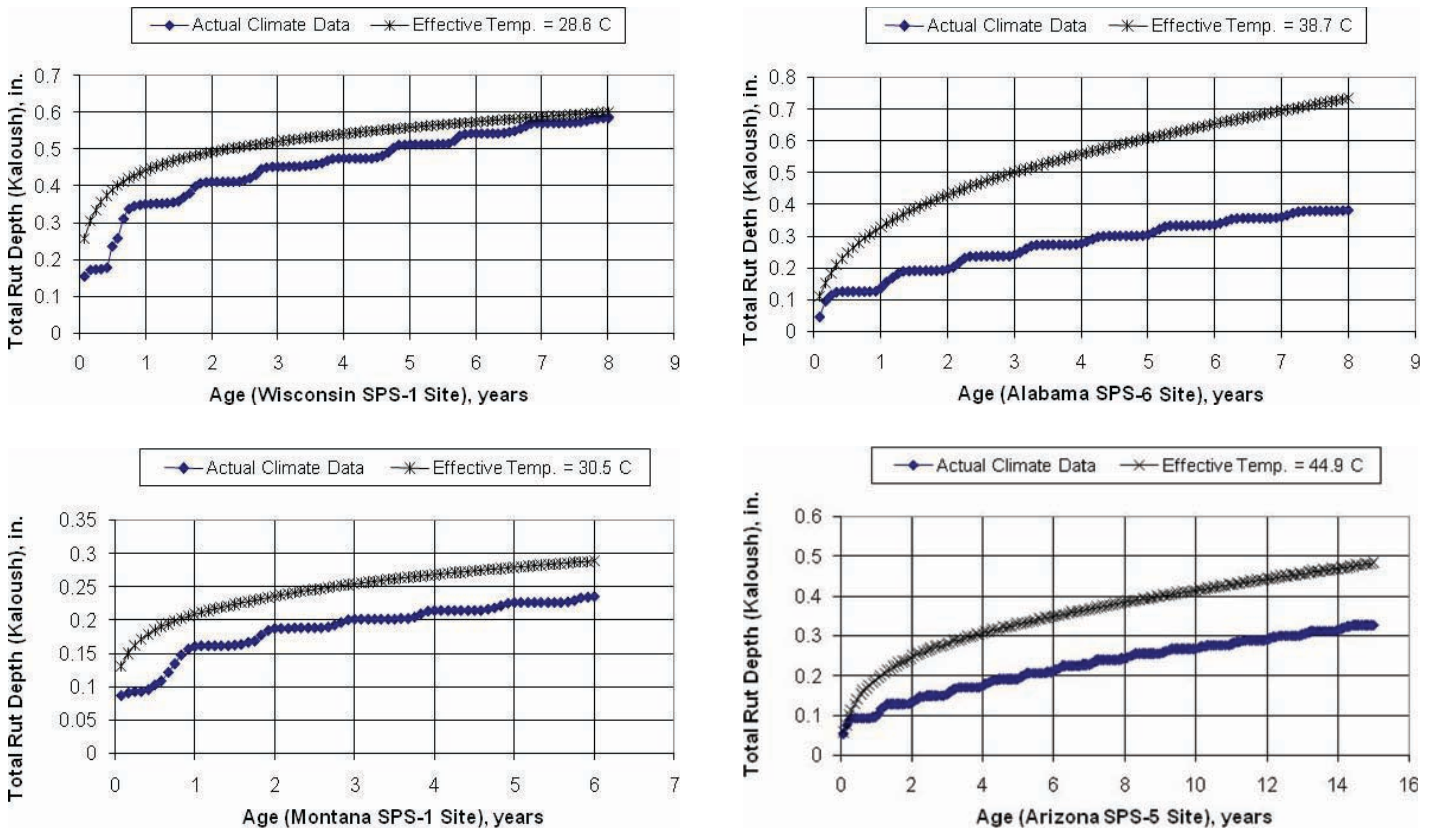 Actual Climate Data Effective Temp. = 28.6 C
0.7
0.6
0.5
0.4
0.3
0.2
0.1
0
Total Rut Depth (Kaloush), in.
0 1 2 3 4 5 6 7 8 9
Age (Wisconsin SPS-1 Site), years
Actual Climate Data Effective Temp. = 38.7 C
0.8
0.7
0.6
0.5
0.4
0.3
0.2
0.1
0
Total Rut Deth (Kaloush), in.
0 1 2 3 4 5 6 7 8 9
Age (Alabama SPS-6 Site), years
Actual Climate Data Effective Temp. = 30.5 C
0.35
0.3
0.25
0.2
0.15
0.1
0.05
0
Total Rut Depth (Kaloush), in.
0 1 2 3 4 5 6 7
Age (Montana SPS-1 Site), years
Actual Climate Data Effective Temp. = 44.9 C
0.6
0.5
0.4
0.3
0.2
0.1
0
Total Rut Depth (Kaloush), in.
0 2 4 6 8 10 12 14 16
Age (Arizona SPS-5 Site), years